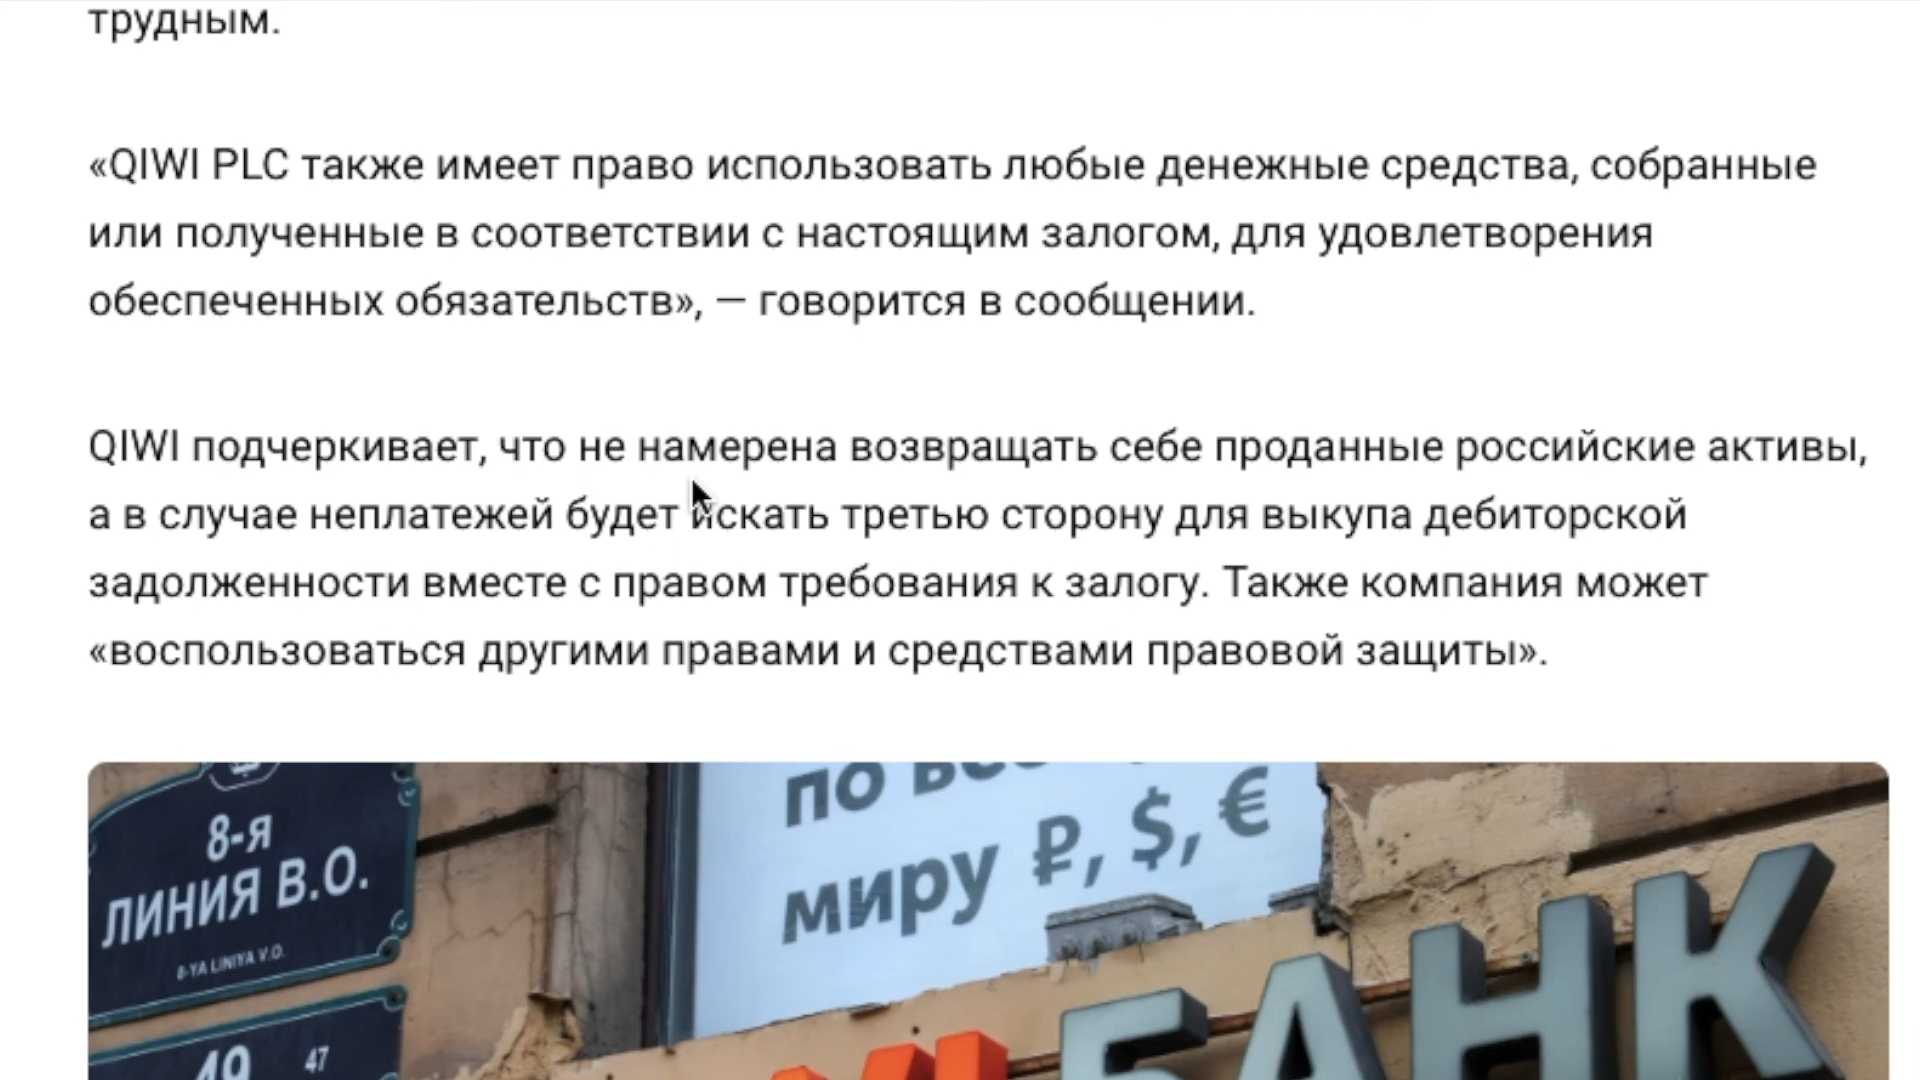 трудным.
«QIWI PLC также имеет право использовать любые денежные средства, собранные
или полученные в соответствии с настоящим залогом, для удовлетворения
обеспеченных обязательств», — говорится в сообщении.
QIWI подчеркивает, что не намерена возвращать себе проданные российские активы,
а в случае неплатежей будет искать третью сторону для выкупа дебиторской
задолженности вместе с правом требования к залогу. Также компания может
«воспользоваться другими правами и средствами правовой защиты».
8-я
ЛИНИЯ В.О.
8-YA LINIYA V.O.
49 47
по
миру ₽, $, €
БАНК